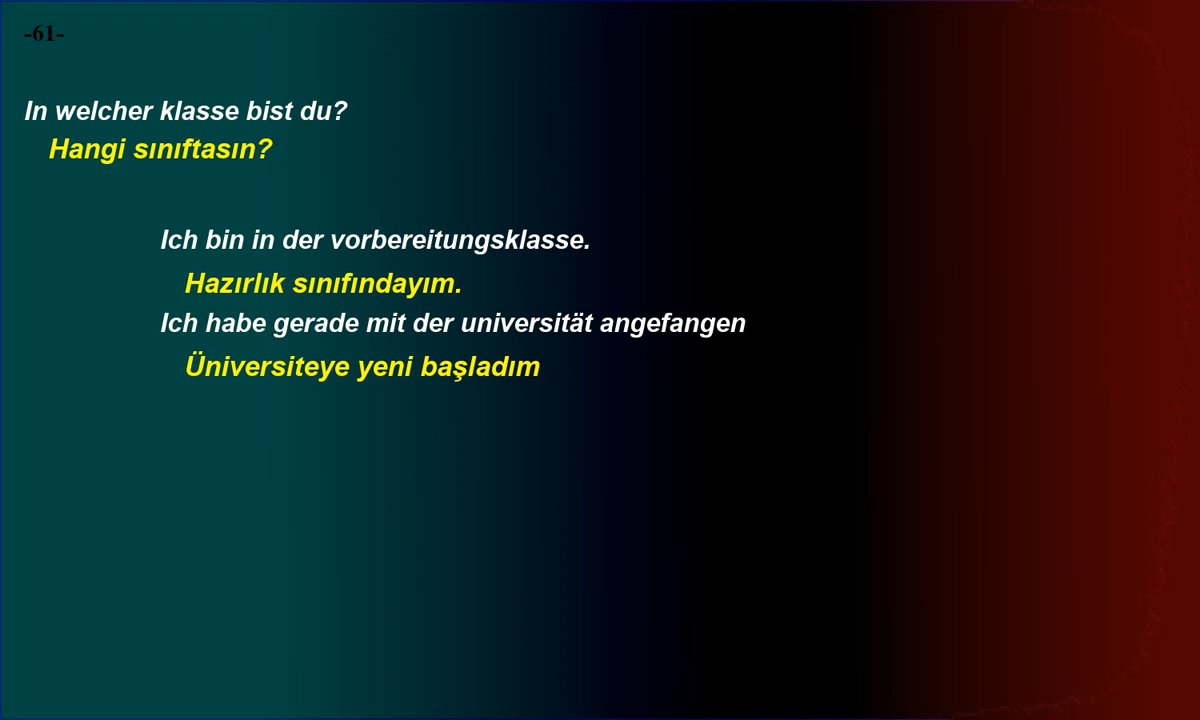 -61-
In welcher klasse bist du?
Hangi sınıftasın?
Ich bin in der vorbereitungsklasse.
Hazırlık sınıfındayım.
Ich habe gerade mit der universität angefangen
Üniversiteye yeni başladım